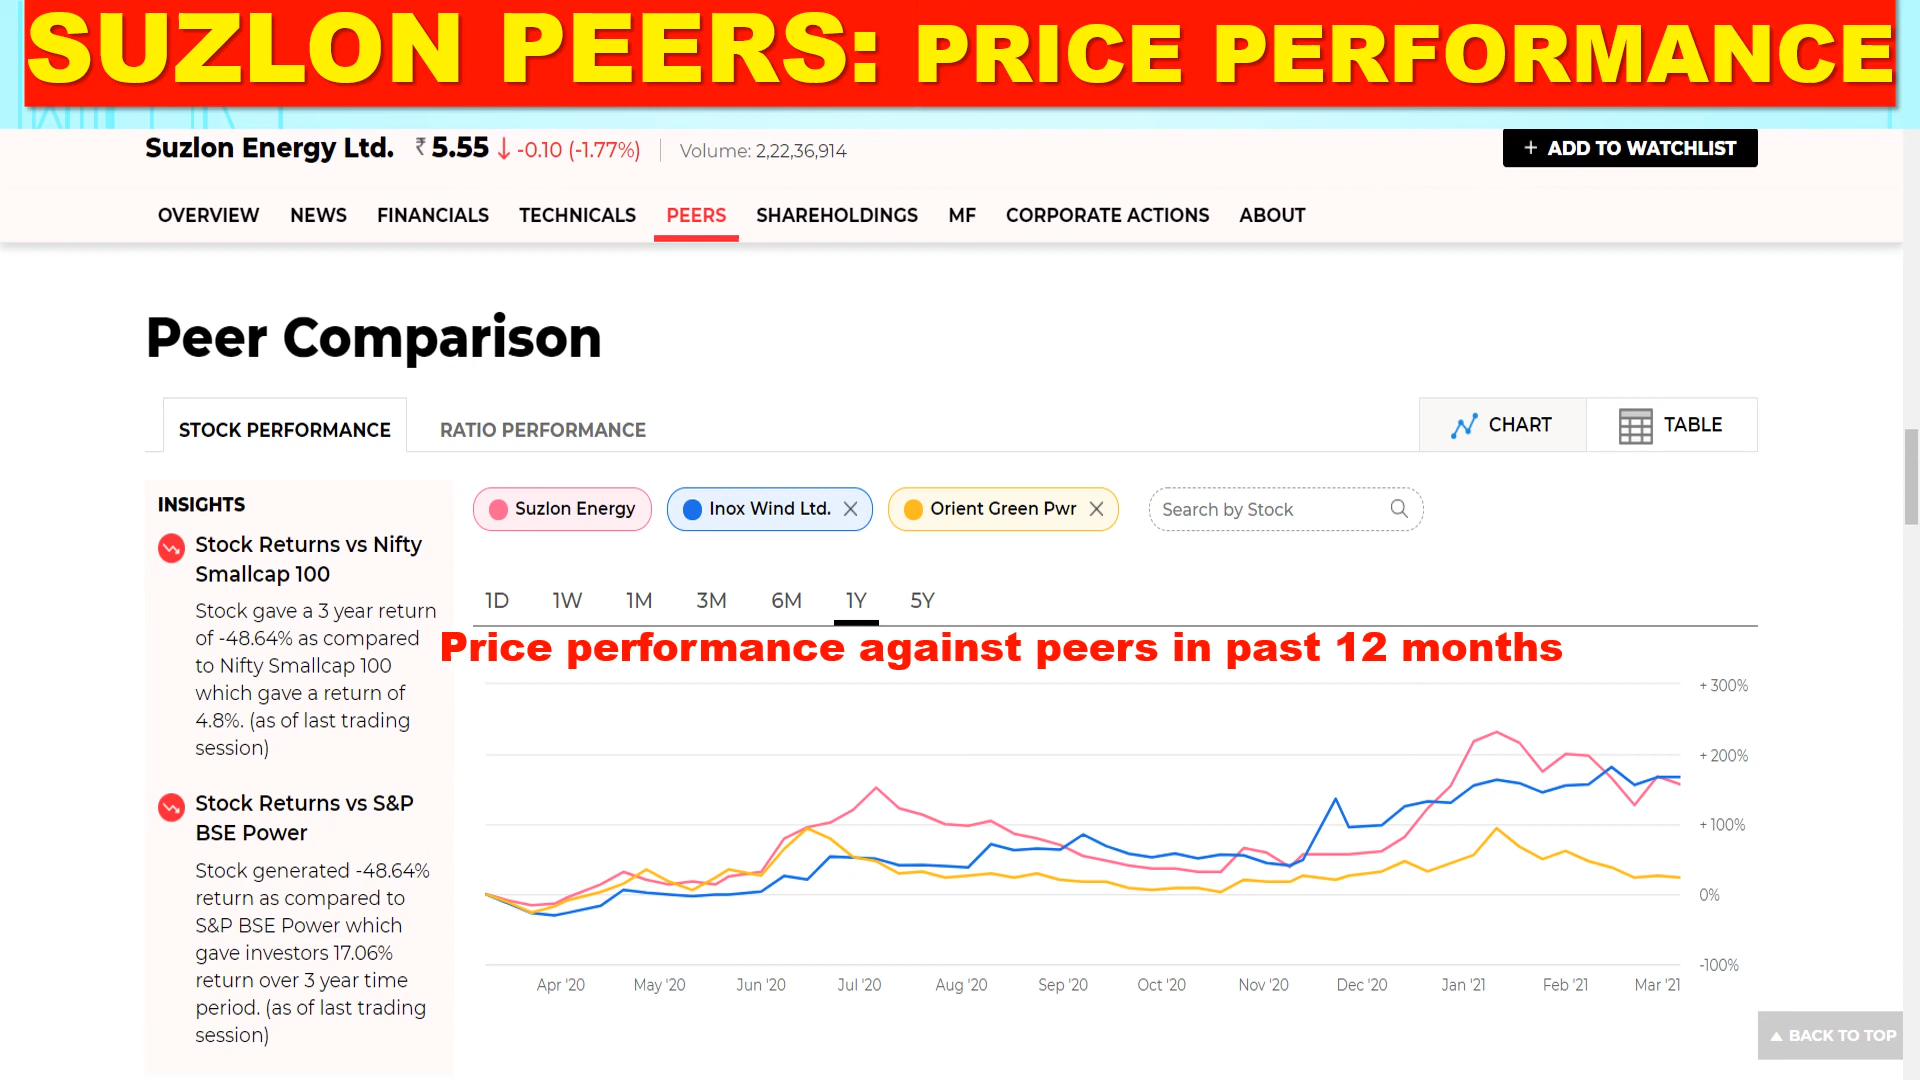 SUZLON PEERS: PRICE PERFORMANCE
Suzlon Energy Ltd. ₹ 5.55 ↓ -0.10 (-1.77%) Volume: 2,22,36,914
+ ADD TO WATCHLIST
OVERVIEW NEWS FINANCIALS TECHNICALS PEERS SHAREHOLDINGS MF CORPORATE ACTIONS ABOUT
Peer Comparison
STOCK PERFORMANCE RATIO PERFORMANCE
CHART TABLE
INSIGHTS
Stock Returns vs Nifty
Smallcap 100
Stock gave a 3 year return
of -48.64% as compared
to Nifty Smallcap 100
which gave a return of
4.8%. (as of last trading
session)
Stock Returns vs S&P
BSE Power
Stock generated -48.64%
return as compared to
S&P BSE Power which
gave investors 17.06%
return over 3 year time
period. (as of last trading
session)
Suzlon Energy Inox Wind Ltd. Orient Green Pwr Search by Stock
1D 1W 1M 3M 6M 1Y 5Y
Price performance against peers in past 12 months
+ 300%
+ 200%
+ 100%
0%
-100%
Apr '20 May '20 Jun '20 Jul '20 Aug '20 Sep '20 Oct '20 Nov '20 Dec '20 Jan '21 Feb '21 Mar '21
BACK TO TOP